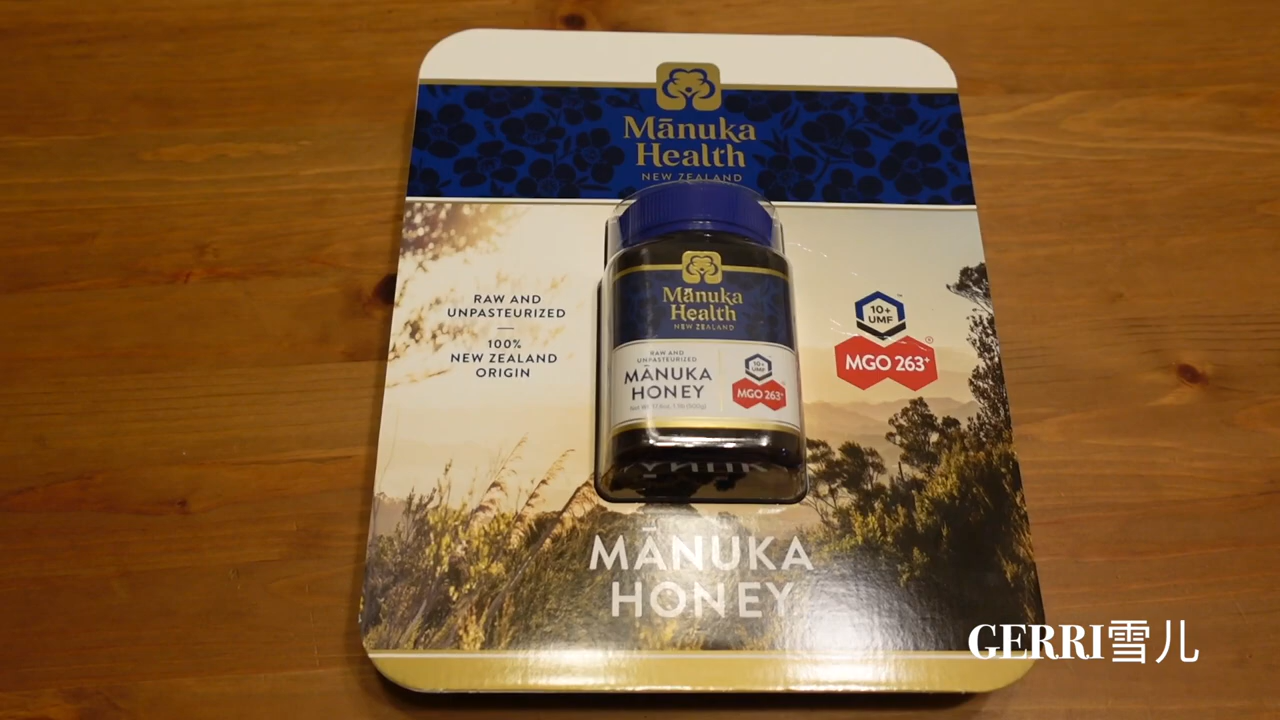 Mānuka
Health
NEW ZEALAND
RAW AND
UNPASTEURIZED
100%
NEW ZEALAND
ORIGIN
Mānuka
Health
NEW ZEALAND
RAW AND
UNPASTEURIZED
MĀNUKA
HONEY
10+
UMF
MGO 263+
10+
UMF™
MGO 263+®
MĀNUKA
HONEY
GERRI雪儿